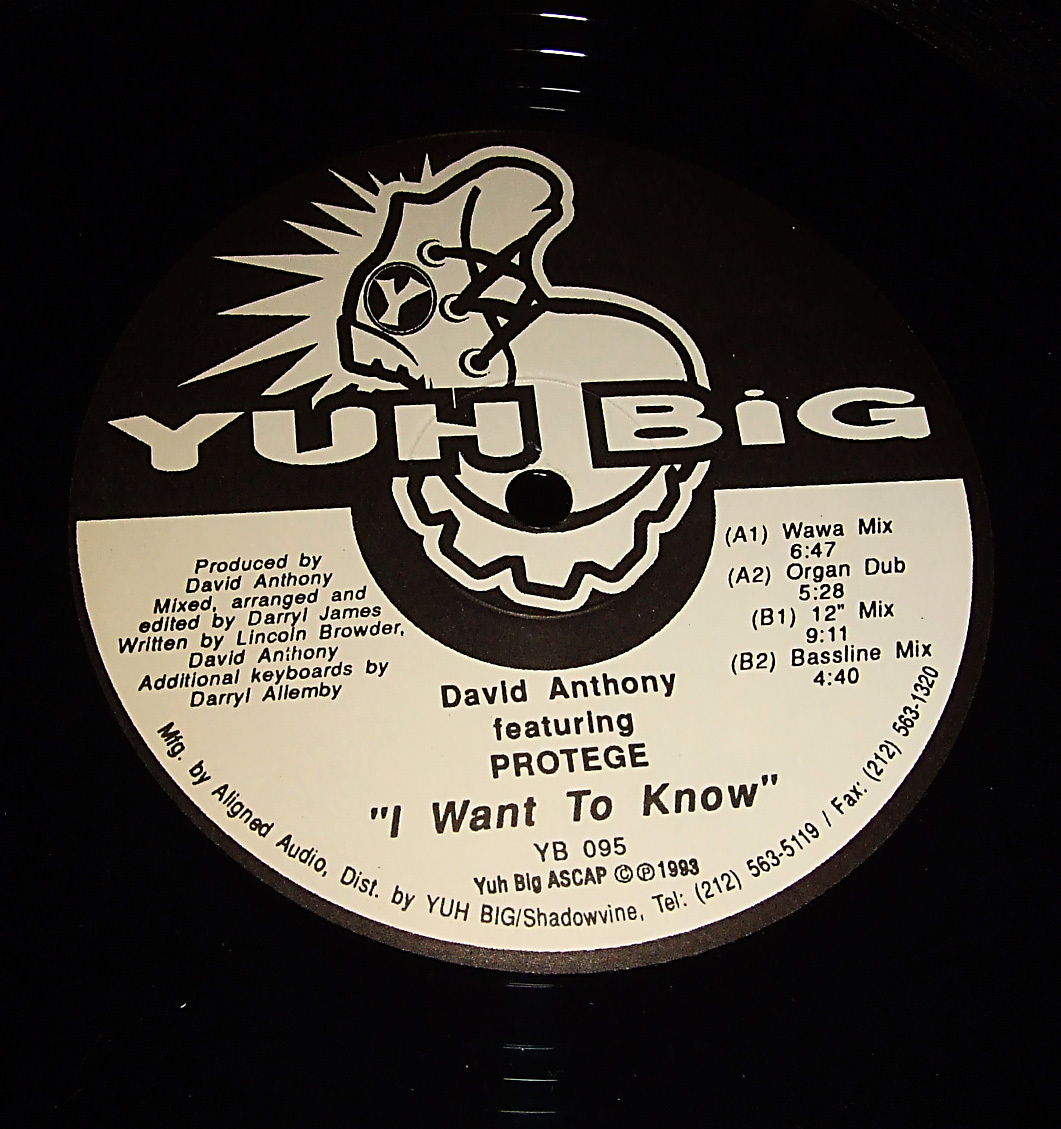 Y
YUH BiG
Produced by
David Anthony
Mixed, arranged and
edited by Darryl James
Written by Lincoln Browder,
David Anthony
Additional keyboards by
Darryl Allemby
(A1) Wawa Mix
6:47
(A2) Organ Dub
5:28
(B1) 12" Mix
9:11
(B2) Bassline Mix
4:40
David Anthony
featuring
PROTEGE
"I Want To Know"
YB 095
Yuh Big ASCAP ©℗1993
Mfg. by Aligned Audio, Dist. by YUH BIG/Shadowvine, Tel: (212) 563-5119 / Fax: (212) 563-1320